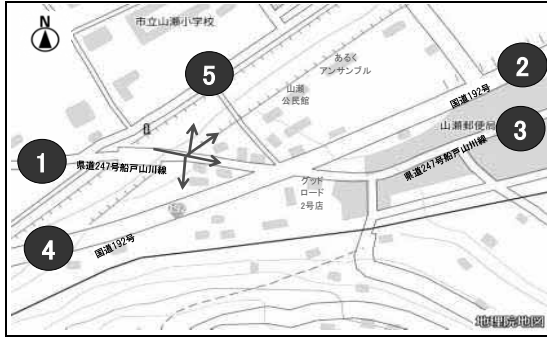 N
市立山瀬小学校
5
あるく
アンサンブル
2
山瀬
公民館
国道192号
山瀬郵便局
3
1
県道247号船戸山川線
県道247号船戸山川線
グッド
ロード
2号店
4
国道192号
地理院地図